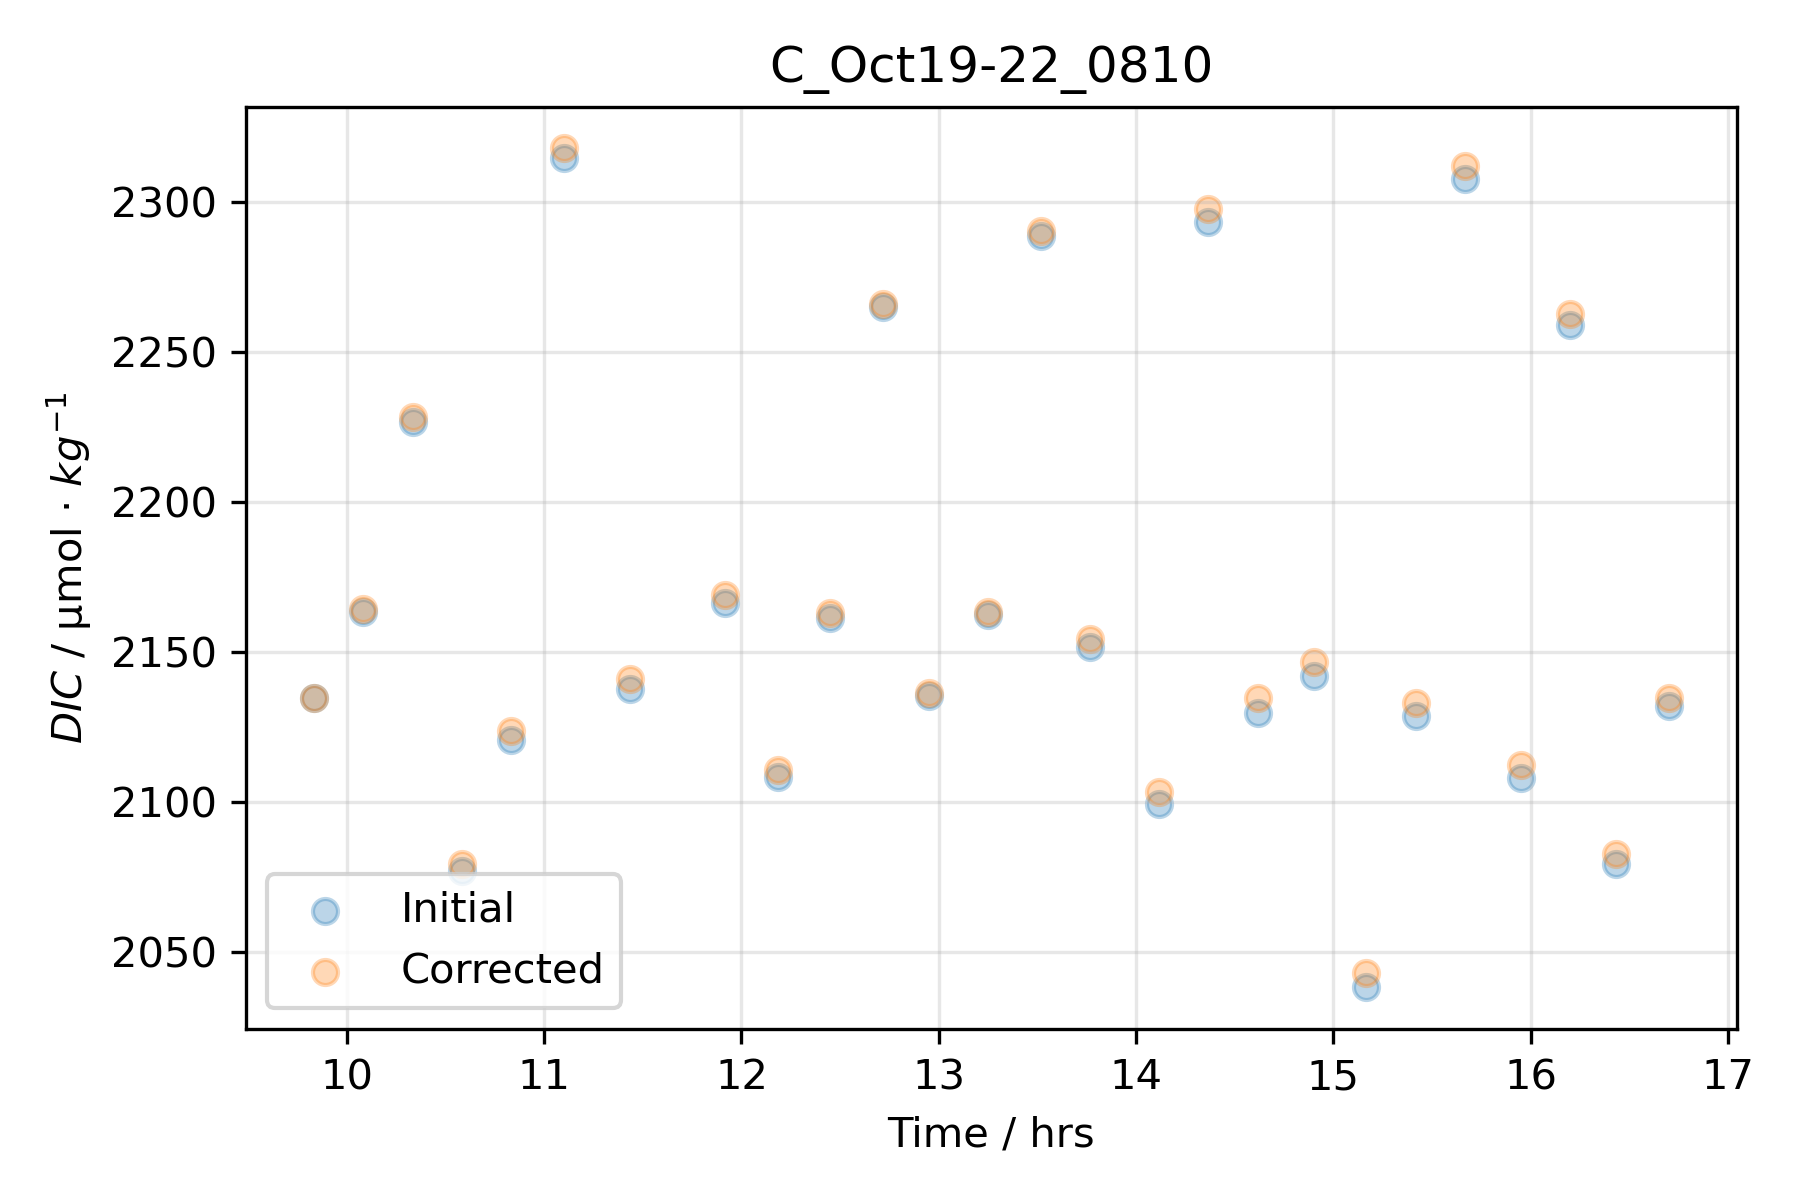 C_Oct19-22_0810
2300
2250
2200
2150
2100
2050
DIC / μmol · kg⁻¹
Initial
Corrected
10 11 12 13 14 15 16 17
Time / hrs